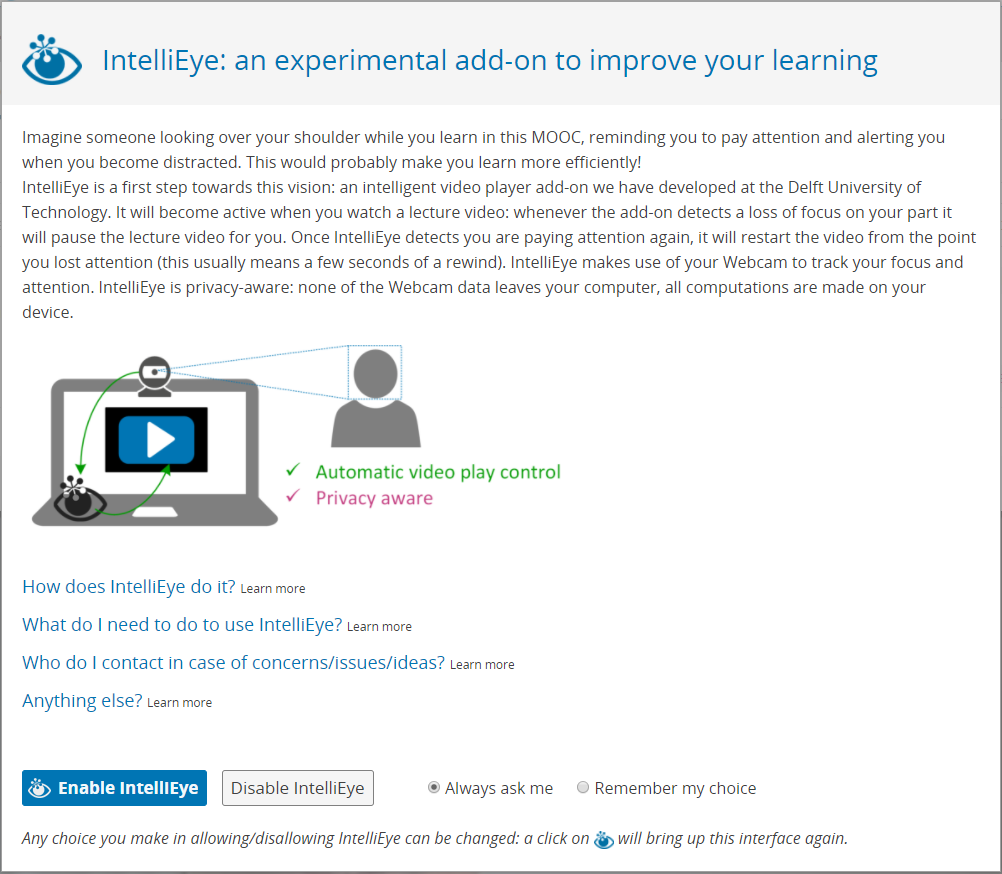 IntelliEye: an experimental add-on to improve your learning
Imagine someone looking over your shoulder while you learn in this MOOC, reminding you to pay attention and alerting you
when you become distracted. This would probably make you learn more efficiently!
IntelliEye is a first step towards this vision: an intelligent video player add-on we have developed at the Delft University of
Technology. It will become active when you watch a lecture video: whenever the add-on detects a loss of focus on your part it
will pause the lecture video for you. Once IntelliEye detects you are paying attention again, it will restart the video from the point
you lost attention (this usually means a few seconds of a rewind). IntelliEye makes use of your Webcam to track your focus and
attention. IntelliEye is privacy-aware: none of the Webcam data leaves your computer, all computations are made on your
device.
✓ Automatic video play control
✓ Privacy aware
How does IntelliEye do it? Learn more
What do I need to do to use IntelliEye? Learn more
Who do I contact in case of concerns/issues/ideas? Learn more
Anything else? Learn more
Enable IntellIEye Disable IntelliEye Always ask me Remember my choice
Any choice you make in allowing/disallowing IntelliEye can be changed: a click on will bring up this interface again.